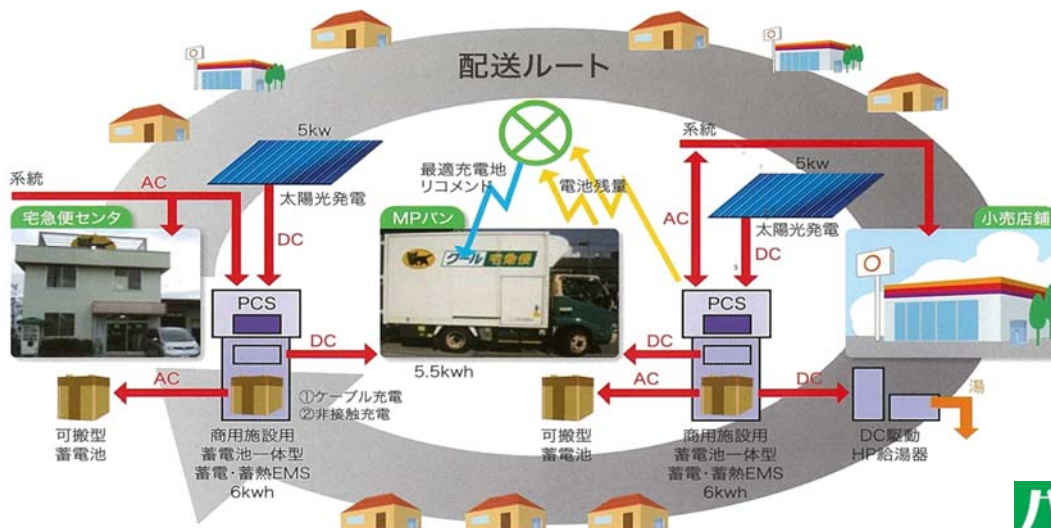 配送ルート
5kw
系統
AC
太陽光発電
DC
宅急便センタ
最適充電地
リコメンド
電池残量
MPバン
クール宅急便
5.5kwh
系統
5kw
AC
太陽光発電
DC
小売店舗
PCS
DC
AC
①ケーブル充電
②非接触充電
可搬型
蓄電池
商用施設用
蓄電池一体型
蓄電・蓄熱EMS
6kwh
PCS
DC
AC
DC
湯
可搬型
蓄電池
商用施設用
蓄電池一体型
蓄電・蓄熱EMS
6kwh
DC駆動
HP給湯器